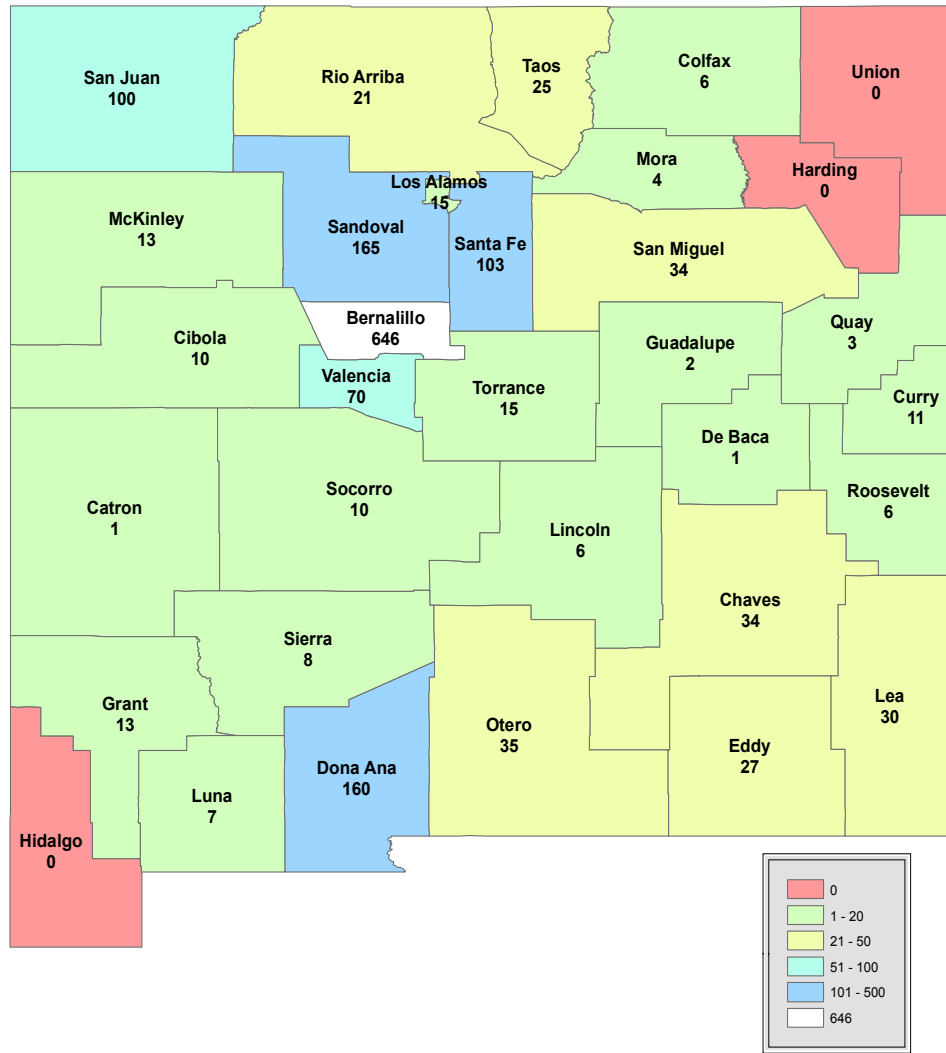 San Juan
100
Rio Arriba
21
Taos
25
Colfax
6
Union
0
Mora
4
Harding
0
Los Alamos
15
McKinley
13
Sandoval
165
Santa Fe
103
San Miguel
34
Bernalillo
646
Cibola
10
Valencia
70
Torrance
15
Guadalupe
2
Quay
3
Curry
11
De Baca
1
Roosevelt
6
Catron
1
Socorro
10
Lincoln
6
Chaves
34
Sierra
8
Grant
13
Lea
30
Otero
35
Eddy
27
Dona Ana
160
Luna
7
Hidalgo
0
0
1 - 20
21 - 50
51 - 100
101 - 500
646